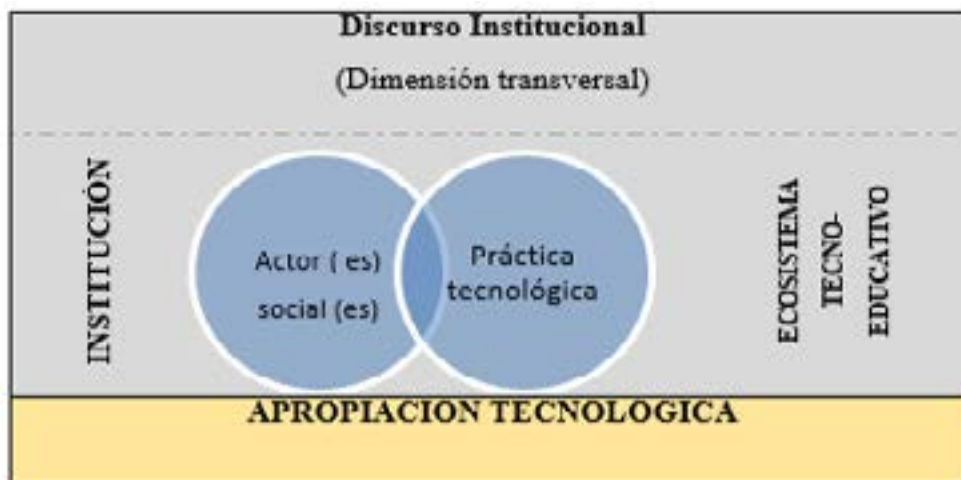 Discurso Institucional
(Dimensión transversal)
INSTITUCIÓN
Actor ( es)
social (es)
Práctica
tecnológica
ECOSISTEMA
TECNO-
EDUCATIVO
APROPIACION TECNOLOGICA